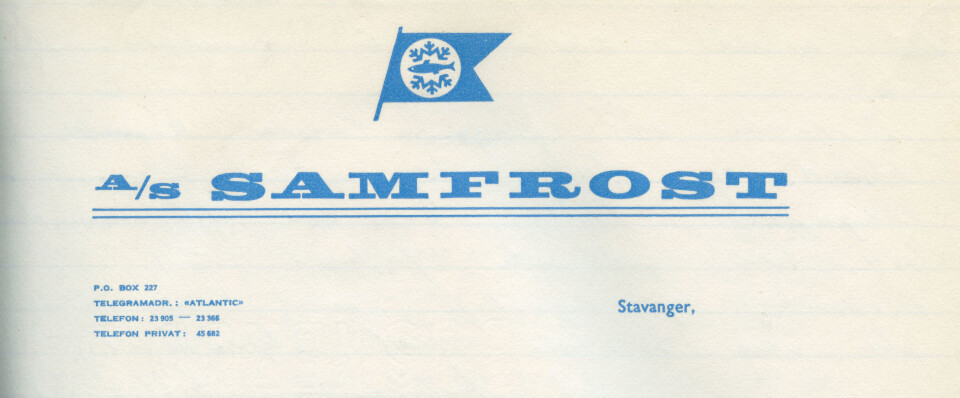 A/S SAMFROST
P.O. BOX 227
TELEGRAMADR.: «ATLANTIC»
TELEFON: 23 905 — 23 366
TELEFON PRIVAT: 45 682
Stavanger,